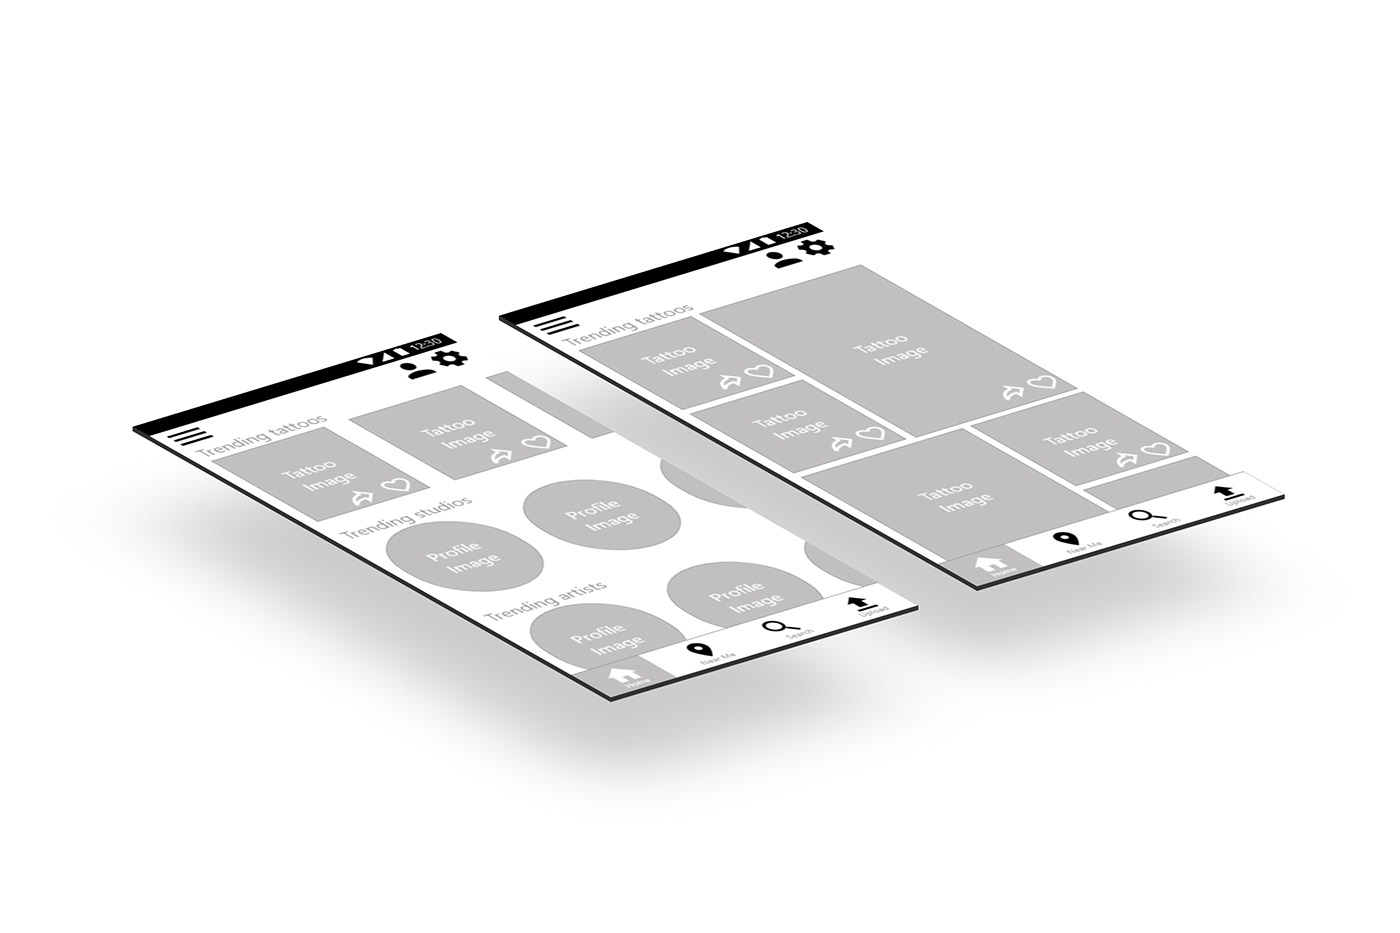 12:30
Trending tattoos
Tattoo
Image
Tattoo
Image
Trending studios
Profile
Image
Profile
Image
Trending artists
Profile
Image
Profile
Image
Home
Near Me
Search
Upload
12:30
Trending tattoos
Tattoo
Image
Tattoo
Image
Tattoo
Image
Tattoo
Image
Tattoo
Image
Home
Near Me
Search
Upload